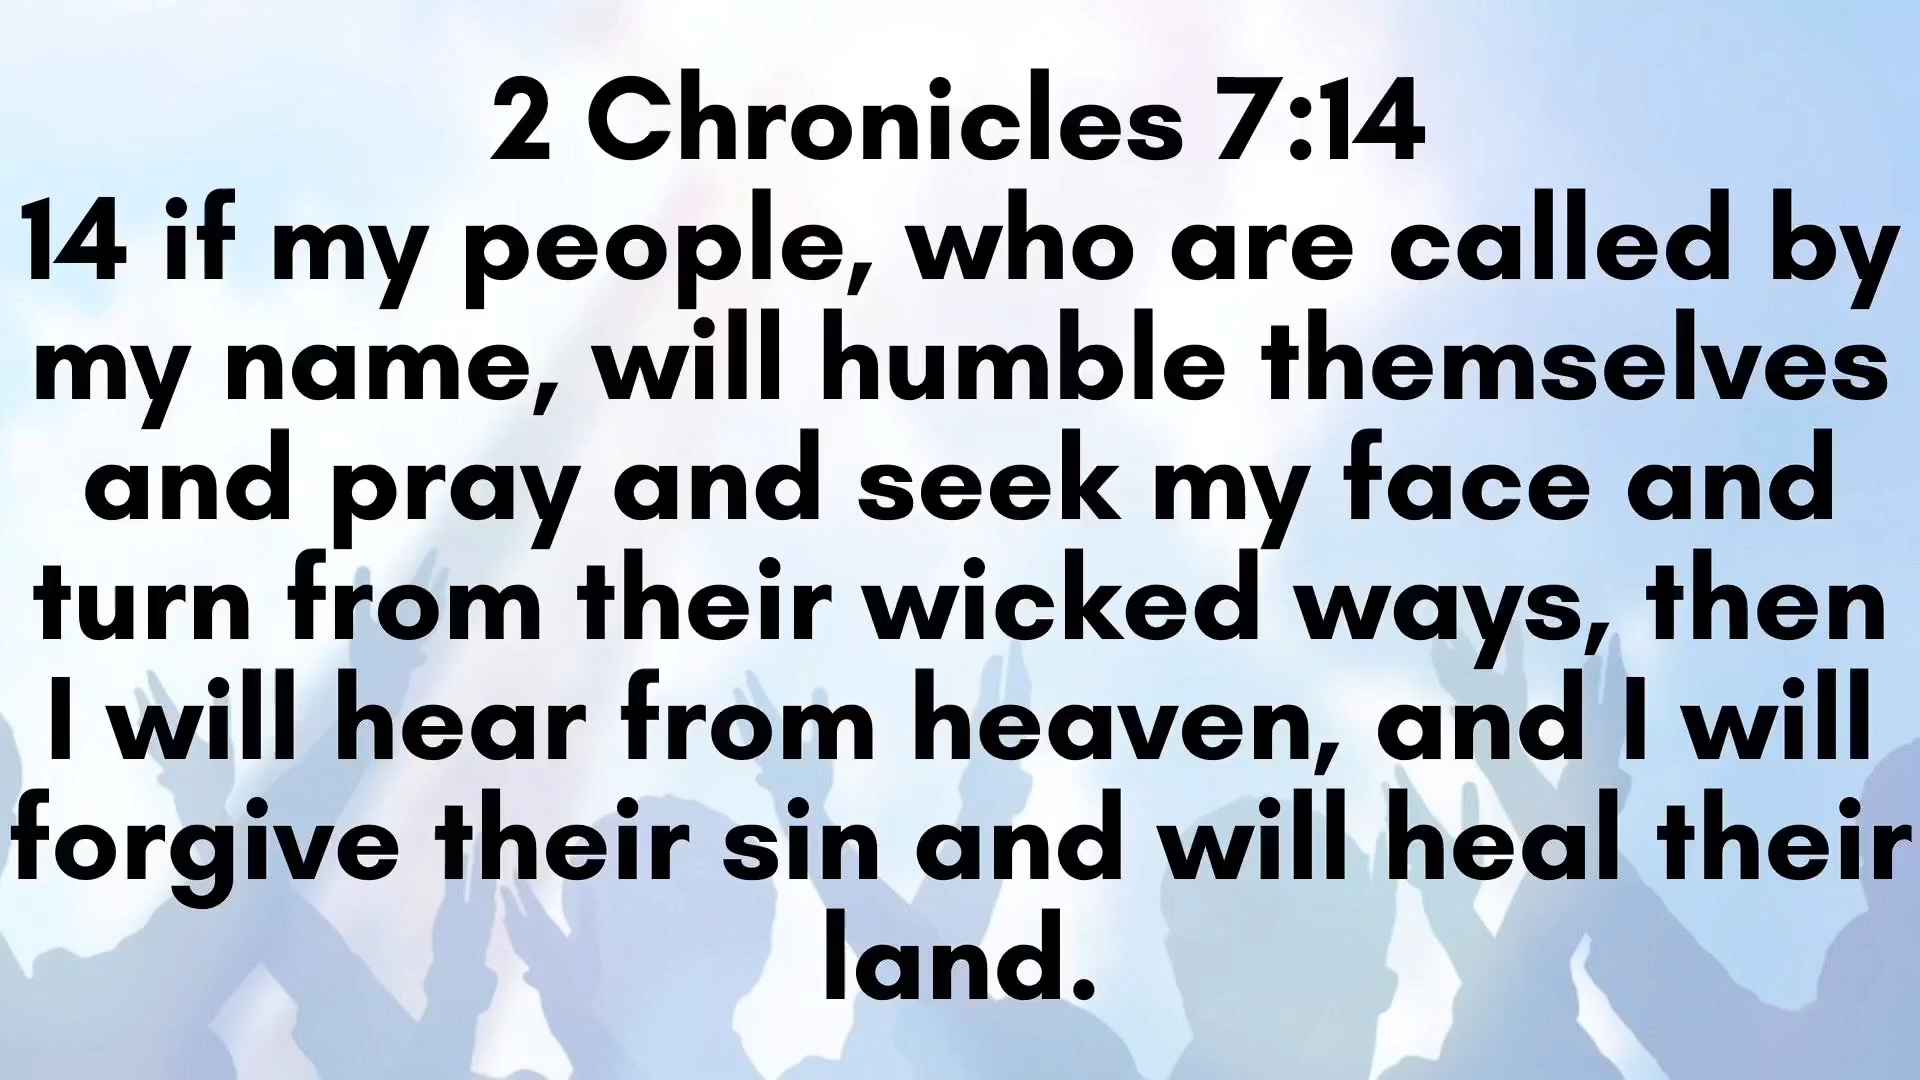 2 Chronicles 7:14
14 if my people, who are called by
my name, will humble themselves
and pray and seek my face and
turn from their wicked ways, then
I will hear from heaven, and I will
forgive their sin and will heal their
land.